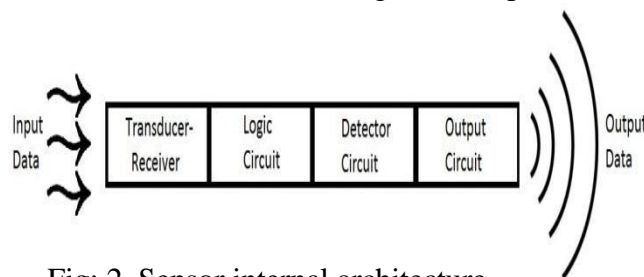 Input
Data
Transducer-
Receiver
Logic
Circuit
Detector
Circuit
Output
Circuit
Output
Data
Fig: 2. Sensor internal architecture